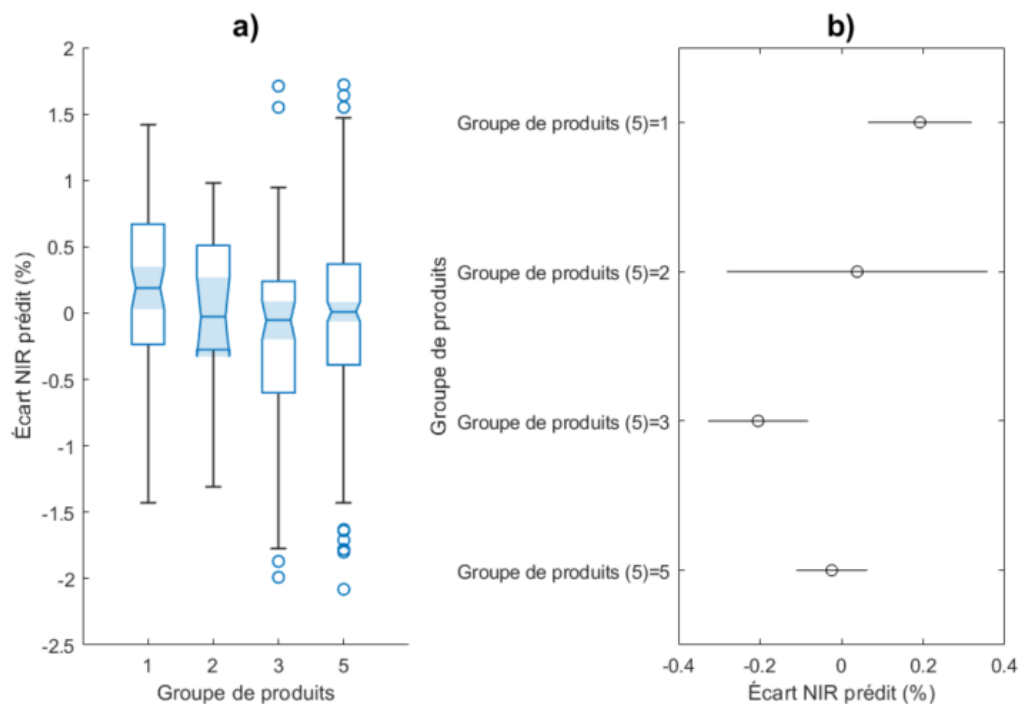 a)
Écart NIR prédit (%)
2
1.5
1
0.5
0
-0.5
-1
-1.5
-2
-2.5
1 2 3 5
Groupe de produits
b)
Groupe de produits
Groupe de produits (5)=1
Groupe de produits (5)=2
Groupe de produits (5)=3
Groupe de produits (5)=5
-0.4 -0.2 0 0.2 0.4
Écart NIR prédit (%)